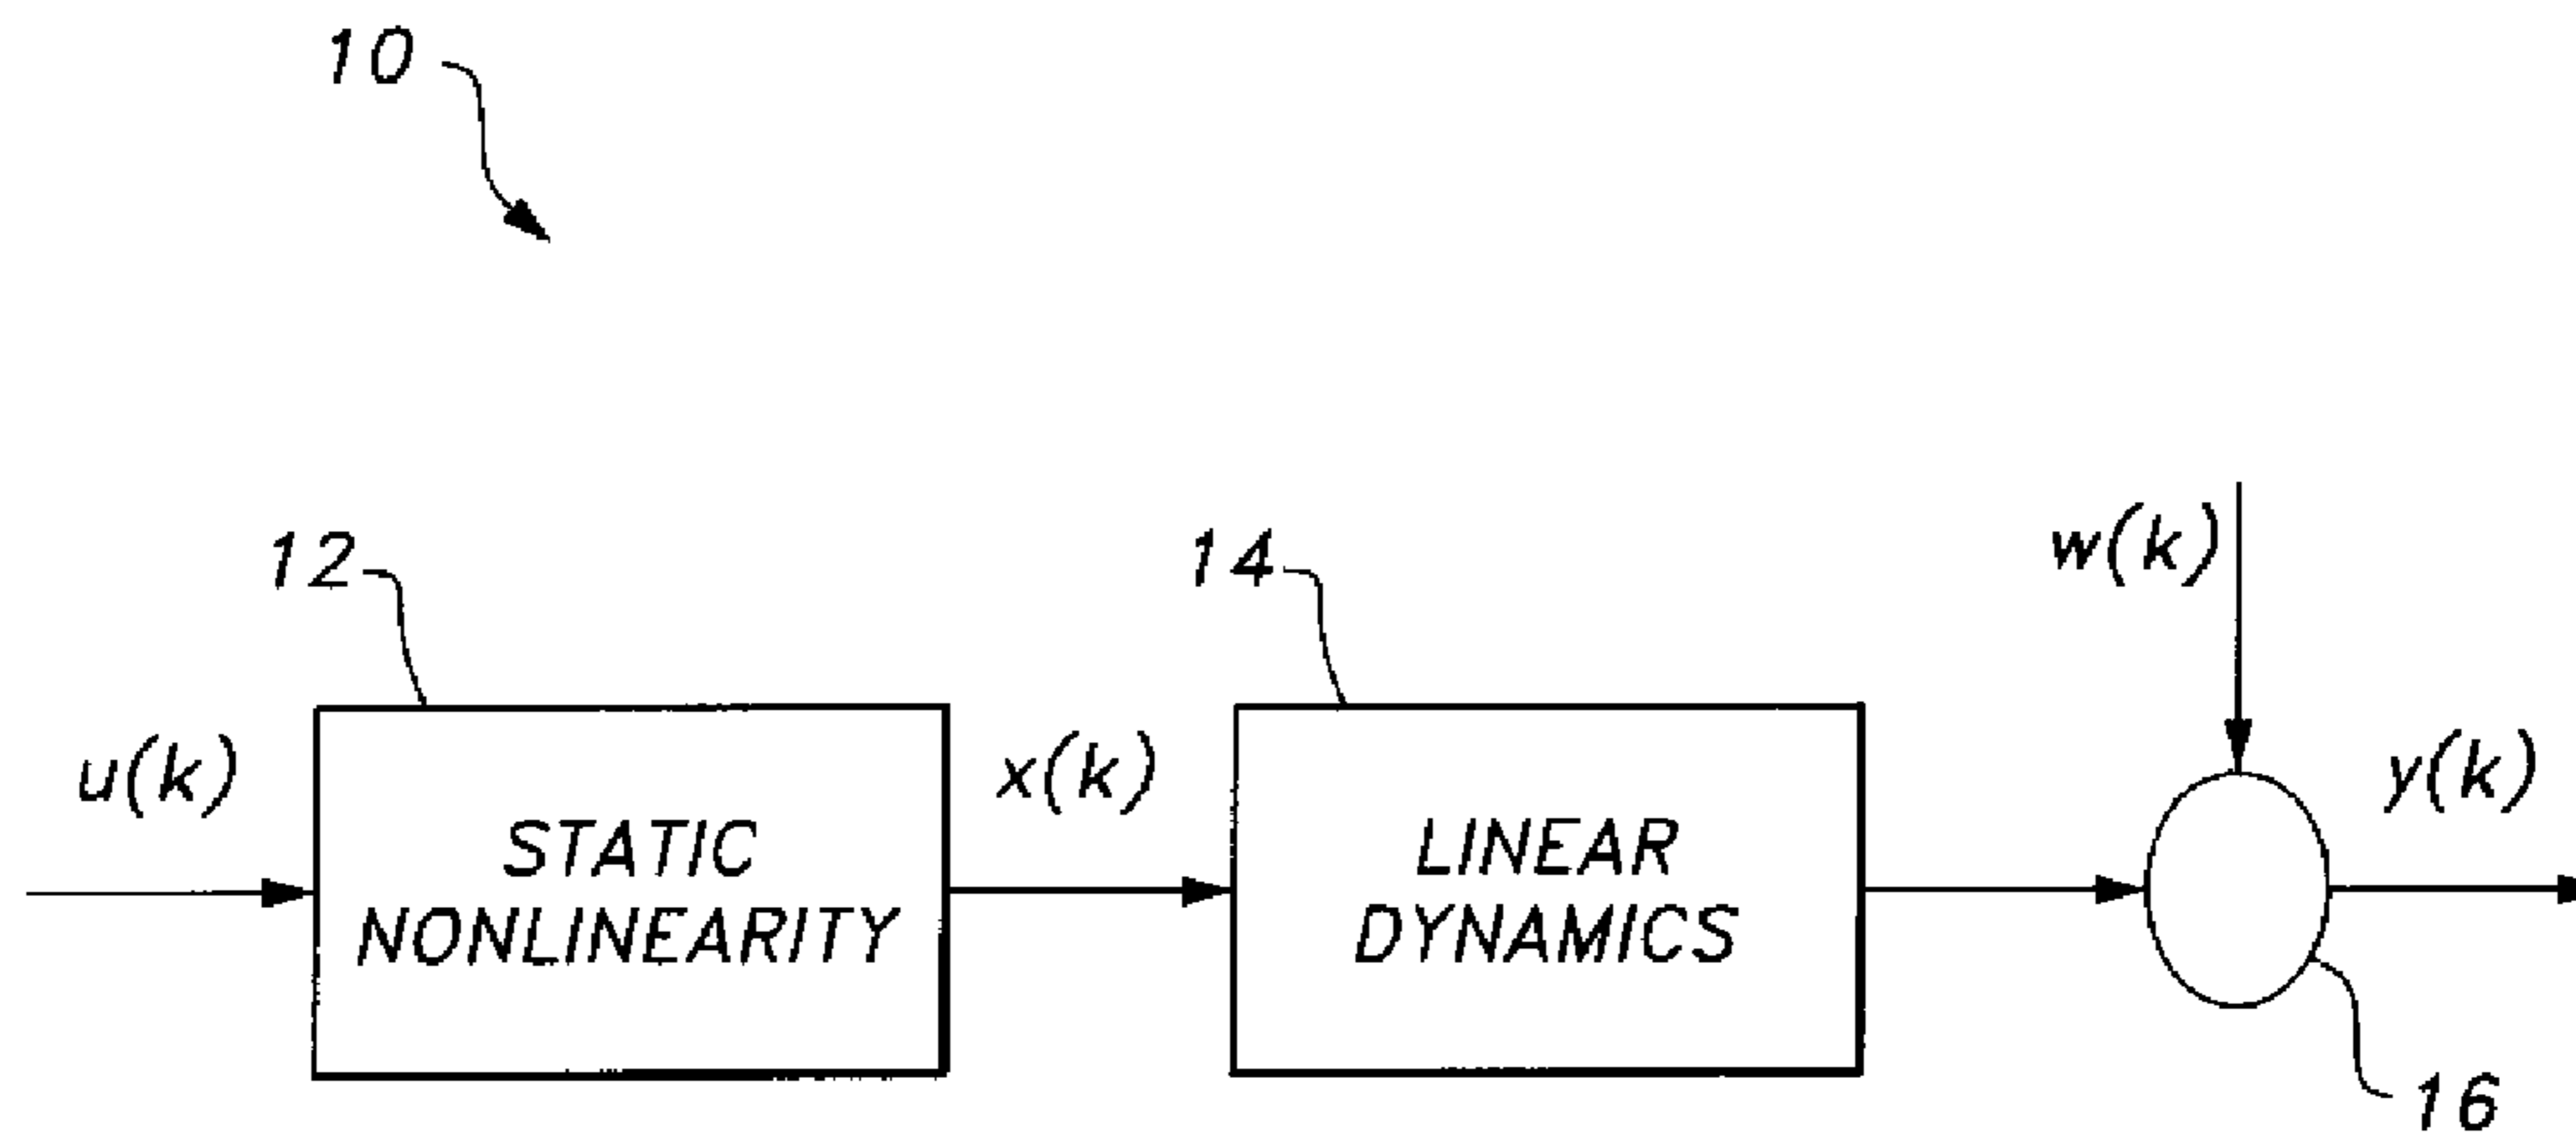 10
12
14
w(k)
u(k)
x(k)
y(k)
STATIC
NONLINEARITY
LINEAR
DYNAMICS
16